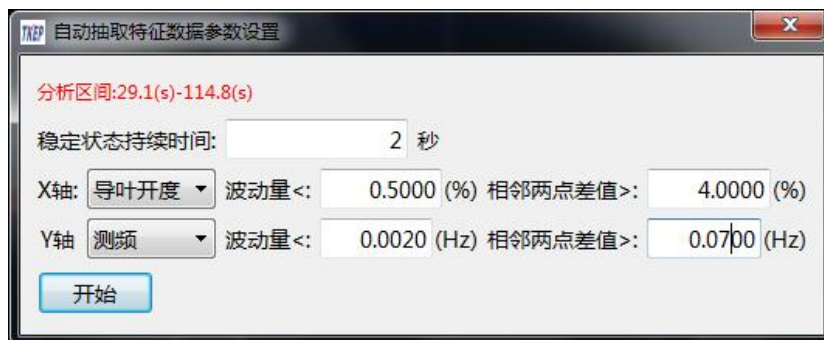 TKEP 自动抽取特征数据参数设置
分析区间:29.1(s)-114.8(s)
稳定状态持续时间: 2 秒
X轴: 导叶开度 波动量<: 0.5000 (%) 相邻两点差值>: 4.0000 (%)
Y轴 测频 波动量<: 0.0020 (Hz) 相邻两点差值>: 0.0700 (Hz)
开始